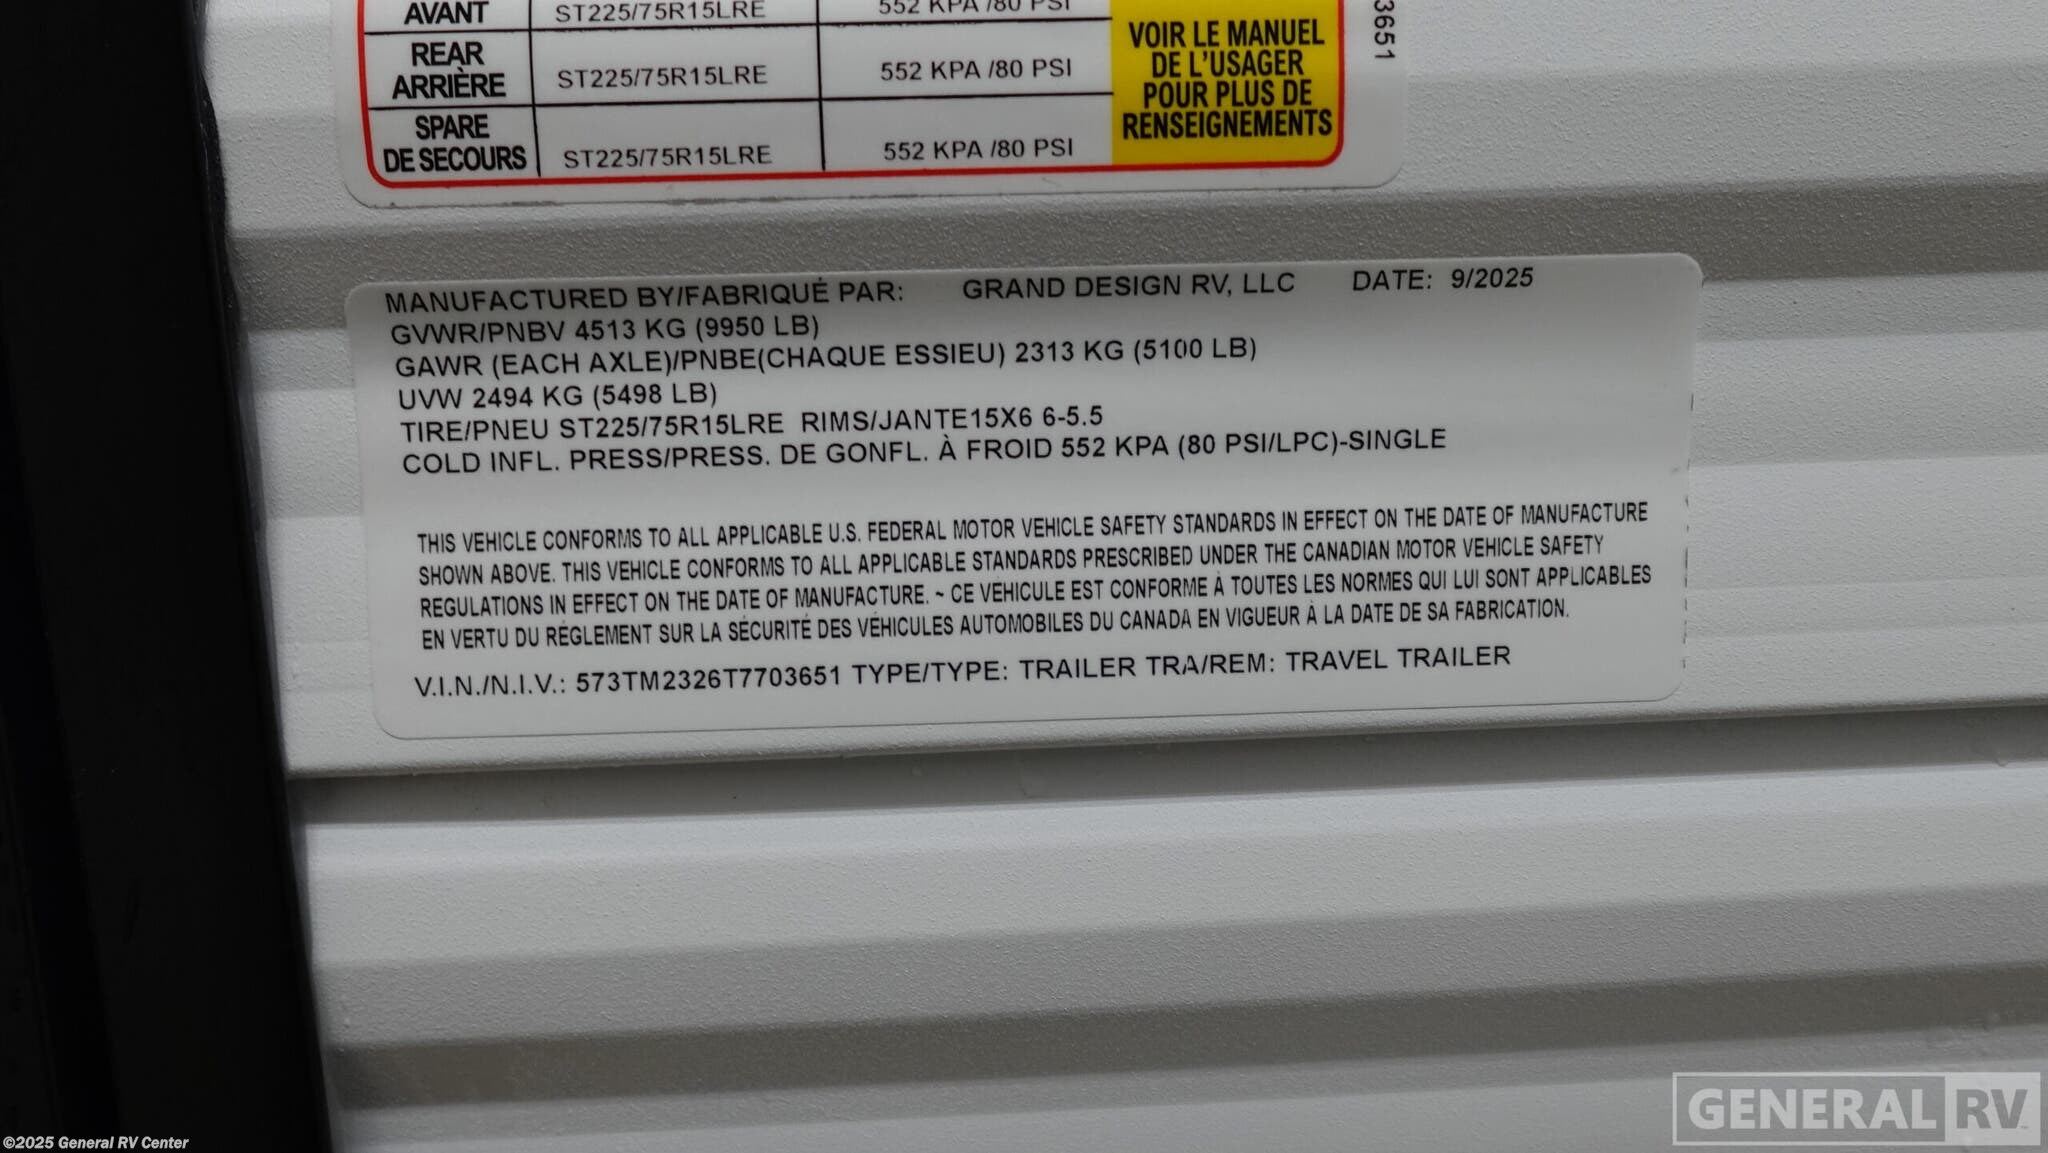 AVANT ST225/75R15LRE 552 KPA /80 PSI
REAR
ARRIÈRE ST225/75R15LRE 552 KPA /80 PSI
SPARE
DE SECOURS ST225/75R15LRE 552 KPA /80 PSI
VOIR LE MANUEL
DE L'USAGER
POUR PLUS DE
RENSEIGNEMENTS
3651
MANUFACTURED BY/FABRIQUÉ PAR: GRAND DESIGN RV, LLC DATE: 9/2025
GVWR/PNBV 4513 KG (9950 LB)
GAWR (EACH AXLE)/PNBE(CHAQUE ESSIEU) 2313 KG (5100 LB)
UVW 2494 KG (5498 LB)
TIRE/PNEU ST225/75R15LRE RIMS/JANTE15X6 6-5.5
COLD INFL. PRESS/PRESS. DE GONFL. À FROID 552 KPA (80 PSI/LPC)-SINGLE
THIS VEHICLE CONFORMS TO ALL APPLICABLE U.S. FEDERAL MOTOR VEHICLE SAFETY STANDARDS IN EFFECT ON THE DATE OF MANUFACTURE
SHOWN ABOVE. THIS VEHICLE CONFORMS TO ALL APPLICABLE STANDARDS PRESCRIBED UNDER THE CANADIAN MOTOR VEHICLE SAFETY
REGULATIONS IN EFFECT ON THE DATE OF MANUFACTURE. ~ CE VÉHICULE EST CONFORME À TOUTES LES NORMES QUI LUI SONT APPLICABLES
EN VERTU DU RÈGLEMENT SUR LA SÉCURITÉ DES VÉHICULES AUTOMOBILES DU CANADA EN VIGUEUR À LA DATE DE SA FABRICATION.
V.I.N./N.I.V.: 573TM2326T7703651 TYPE/TYPE: TRAILER TRA/REM: TRAVEL TRAILER
GENERAL RV
©2025 General RV Center